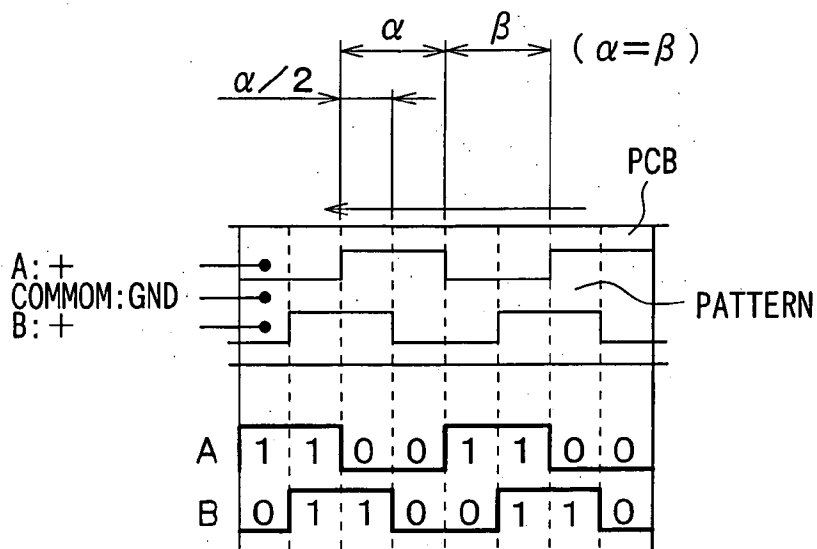 α β (α=β)
α/2
PCB
A:+
COMMOM:GND
B:+
PATTERN
A 1 1 0 0 1 1 0 0
B 0 1 1 0 0 1 1 0